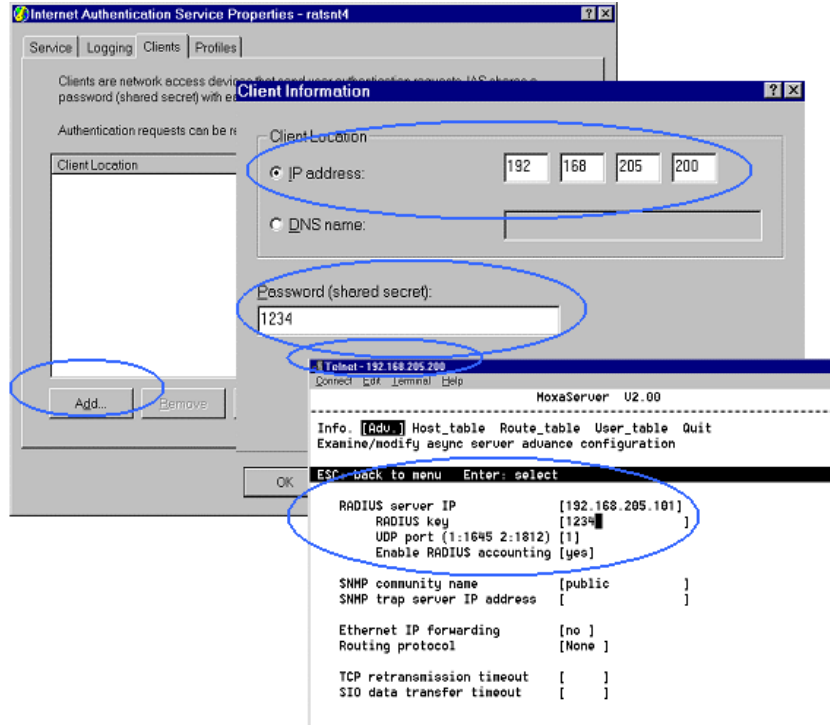 Internet Authentication Service Properties - ratsnt4
Service Logging Clients Profiles
Clients are network access devices that send user authentication requests. IAS shares a
password (shared secret) with
Authentication requests can be
Client Location
Add...
Remove
OK
Client Information
Client Location
IP address: 192 168 205 200
DNS name:
Password (shared secret):
1234
Telnet - 192.168.205.200
Connect Edit Terminal Help
MoxaServer V2.00
Info. [Adv.] Host_table Route_table User_table Quit
Examine/modify async server advance configuration
ESC: back to menu Enter: select
RADIUS server IP [192.168.205.101]
RADIUS key [1234 ]
UDP port (1:1645 2:1812) [1]
Enable RADIUS accounting [yes]
SNMP community name [public ]
SNMP trap server IP address [ ]
Ethernet IP forwarding [no ]
Routing protocol [None ]
TCP retransmission timeout [ ]
SIO data transfer timeout [ ]